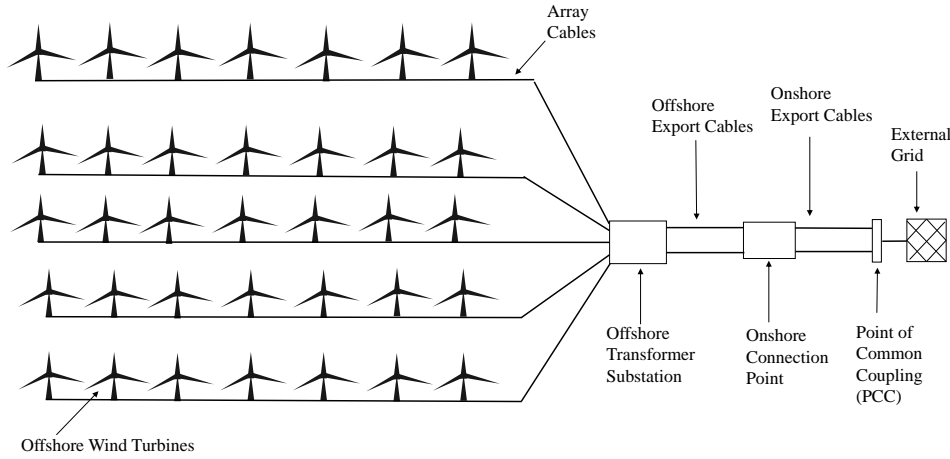 Array
Cables
Offshore
Export Cables
Onshore
Export Cables
External
Grid
Offshore
Transformer
Substation
Onshore
Connection
Point
Point of
Common
Coupling
(PCC)
Offshore Wind Turbines